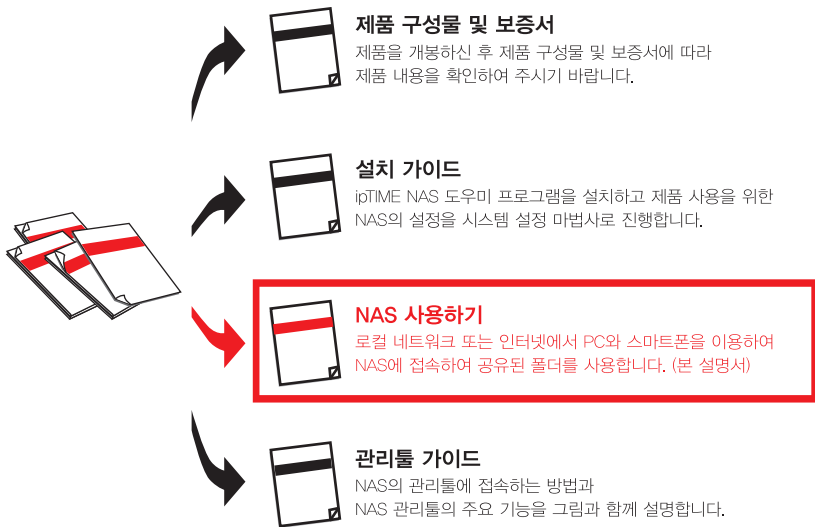 제품 구성물 및 보증서
제품을 개봉하신 후 제품 구성물 및 보증서에 따라
제품 내용을 확인하여 주시기 바랍니다.
설치 가이드
ipTIME NAS 도우미 프로그램을 설치하고 제품 사용을 위한
NAS의 설정을 시스템 설정 마법사로 진행합니다.
NAS 사용하기
로컬 네트워크 또는 인터넷에서 PC와 스마트폰을 이용하여
NAS에 접속하여 공유된 폴더를 사용합니다. (본 설명서)
관리툴 가이드
NAS의 관리툴에 접속하는 방법과
NAS 관리툴의 주요 기능을 그림과 함께 설명합니다.